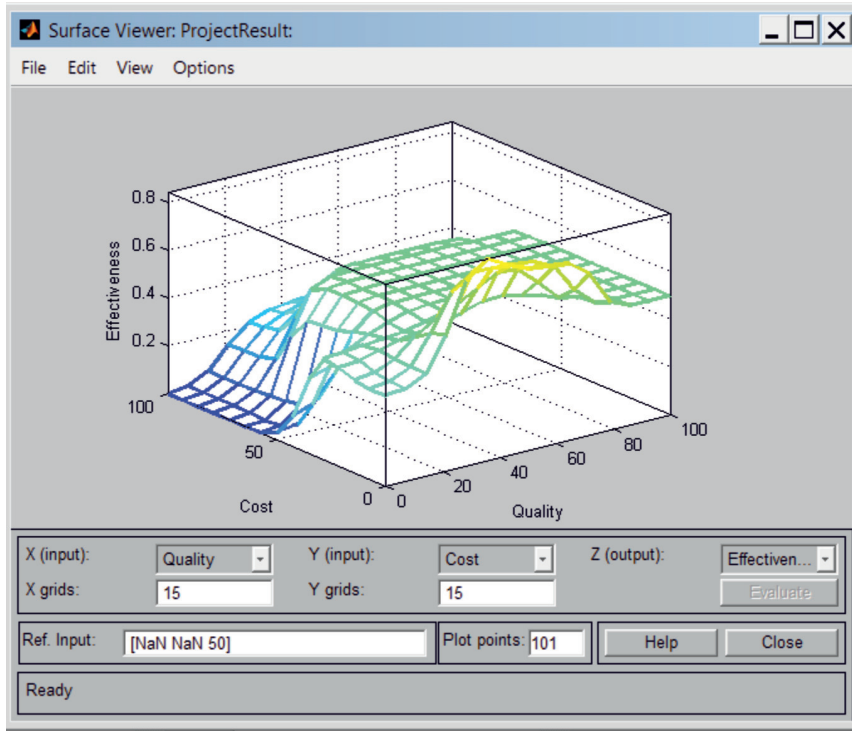 Surface Viewer: ProjectResult:
File Edit View Options
0.8
0.6
0.4
0.2
Effectiveness
100
50
0
Cost
0
20
40
60
80
100
Quality
X (input): Quality Y (input): Cost Z (output): Effectiven...
X grids: 15 Y grids: 15 Evaluate
Ref. Input: [NaN NaN 50] Plot points: 101 Help Close
Ready